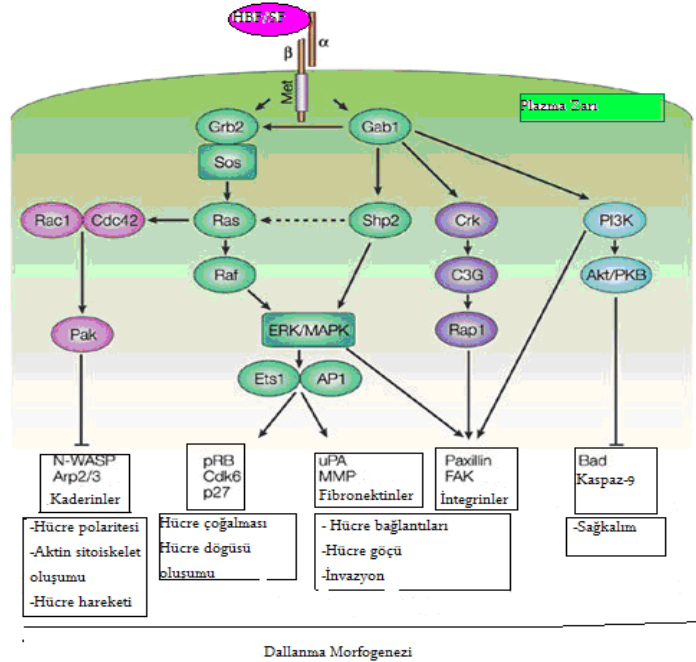 HBF/SF
β
α
Met
Plazma Zarı
Grb2
Gab1
Sos
Rac1
Cdc42
Ras
Shp2
Crk
PI3K
Raf
C3G
Akt/PKB
Pak
ERK/MAPK
Rap1
Ets1
AP1
N-WASP
Arp2/3
Kaderinler
pRB
Cdk6
p27
uPA
MMP
Fibronektinler
Paxillin
FAK
İntegrinler
Bad
Kaspaz-9
-Hücre polaritesi
-Aktin sitoiskelet
oluşumu
-Hücre hareketi
Hücre çoğalması
Hücre dögüsü
oluşumu
- Hücre bağlantıları
-Hücre göçü
-İnvazyon
-Sağkalım
Dallanma Morfogenezi